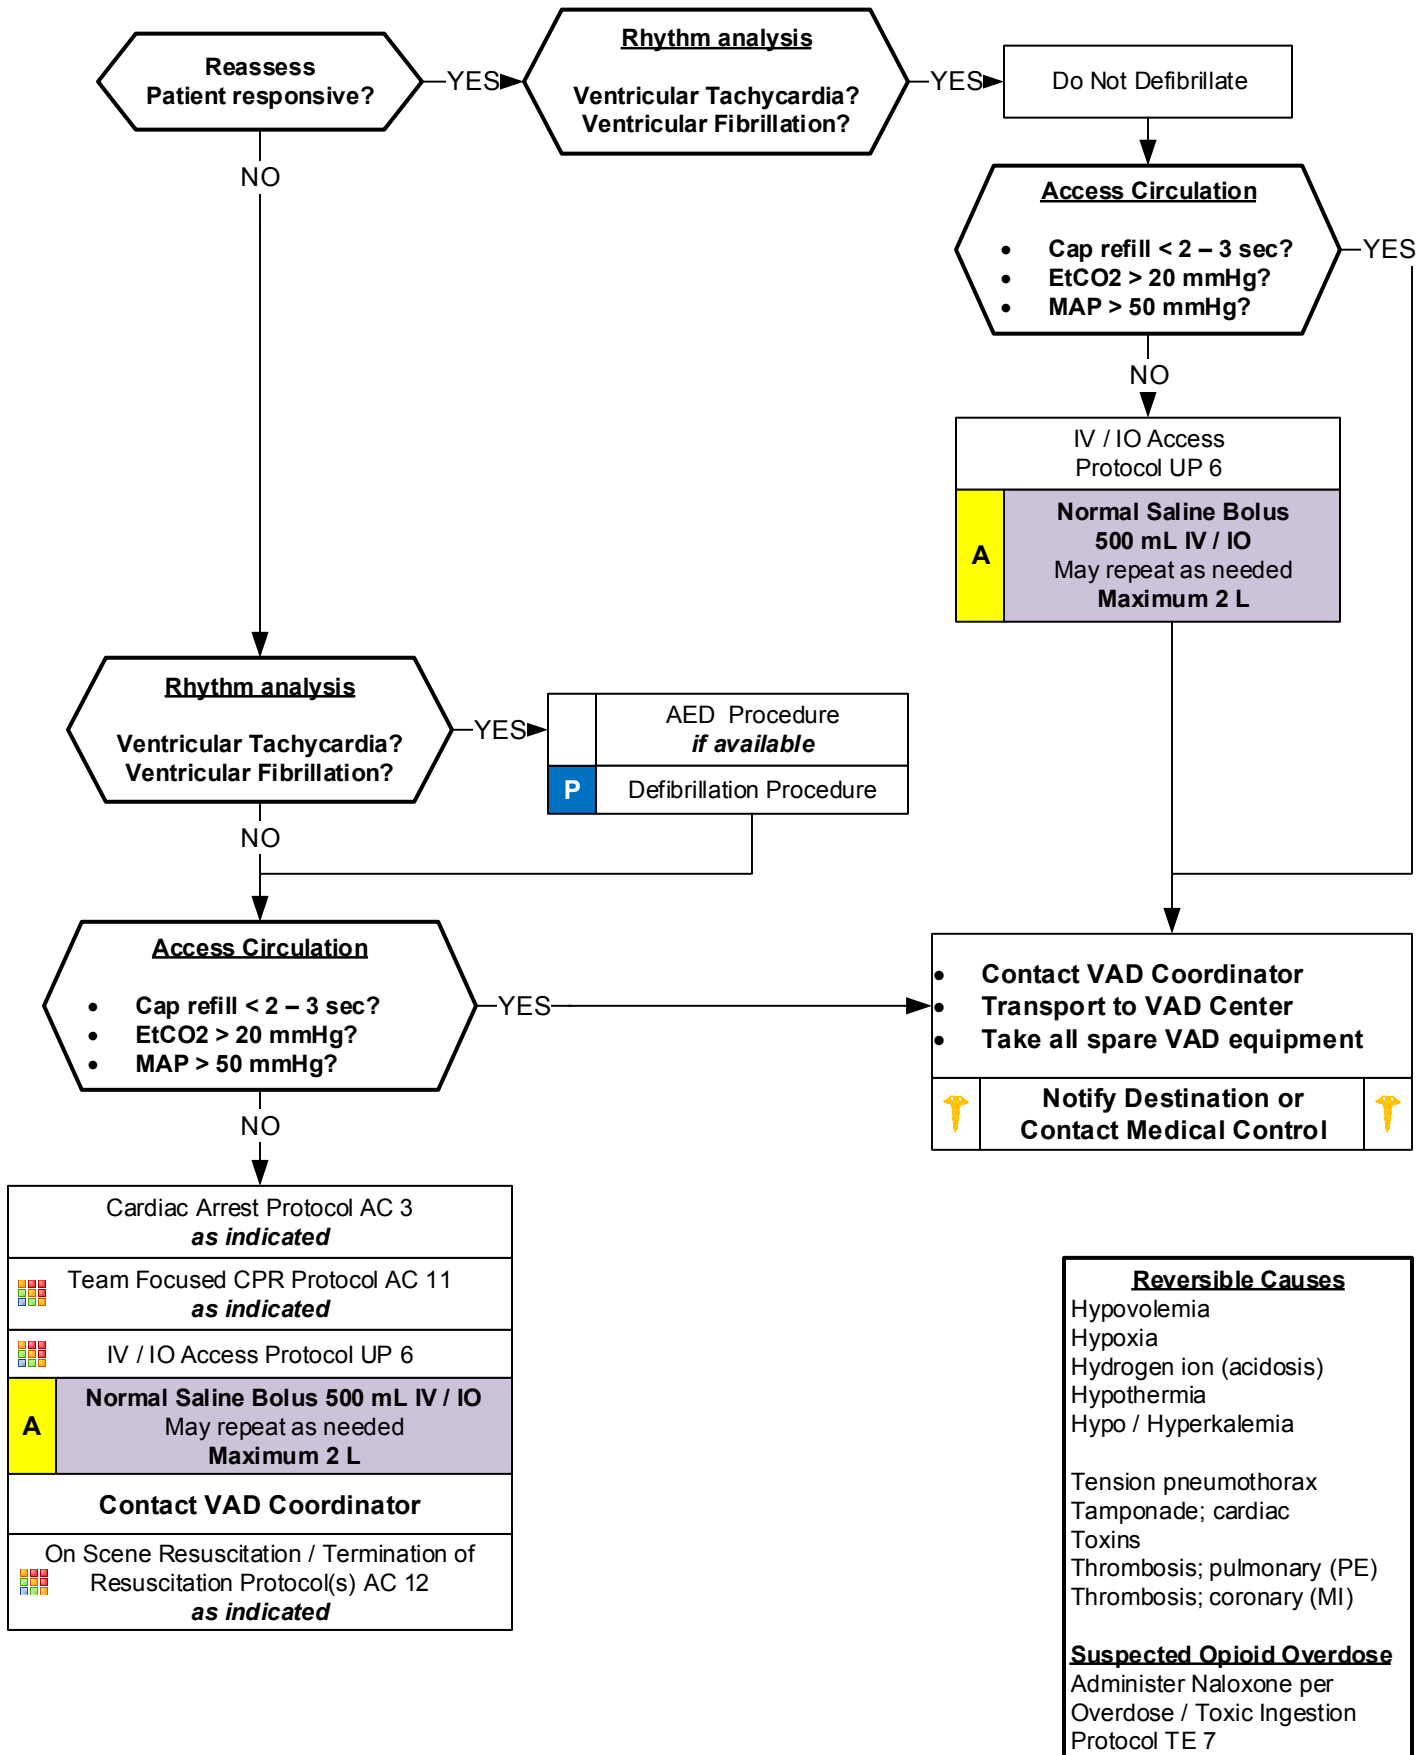 Reassess
Patient responsive?
YES
Rhythm analysis
Ventricular Tachycardia?
Ventricular Fibrillation?
YES
Do Not Defibrillate
NO
Access Circulation
• Cap refill < 2 – 3 sec?
• EtCO2 > 20 mmHg?
• MAP > 50 mmHg?
YES
NO
IV / IO Access
Protocol UP 6
A
Normal Saline Bolus
500 mL IV / IO
May repeat as needed
Maximum 2 L
Rhythm analysis
Ventricular Tachycardia?
Ventricular Fibrillation?
YES
AED Procedure
if available
P
Defibrillation Procedure
NO
Access Circulation
• Cap refill < 2 – 3 sec?
• EtCO2 > 20 mmHg?
• MAP > 50 mmHg?
YES
• Contact VAD Coordinator
• Transport to VAD Center
• Take all spare VAD equipment
Notify Destination or
Contact Medical Control
NO
Cardiac Arrest Protocol AC 3
as indicated
Team Focused CPR Protocol AC 11
as indicated
IV / IO Access Protocol UP 6
A
Normal Saline Bolus 500 mL IV / IO
May repeat as needed
Maximum 2 L
Contact VAD Coordinator
On Scene Resuscitation / Termination of
Resuscitation Protocol(s) AC 12
as indicated
Reversible Causes
Hypovolemia
Hypoxia
Hydrogen ion (acidosis)
Hypothermia
Hypo / Hyperkalemia
Tension pneumothorax
Tamponade; cardiac
Toxins
Thrombosis; pulmonary (PE)
Thrombosis; coronary (MI)
Suspected Opioid Overdose
Administer Naloxone per
Overdose / Toxic Ingestion
Protocol TE 7